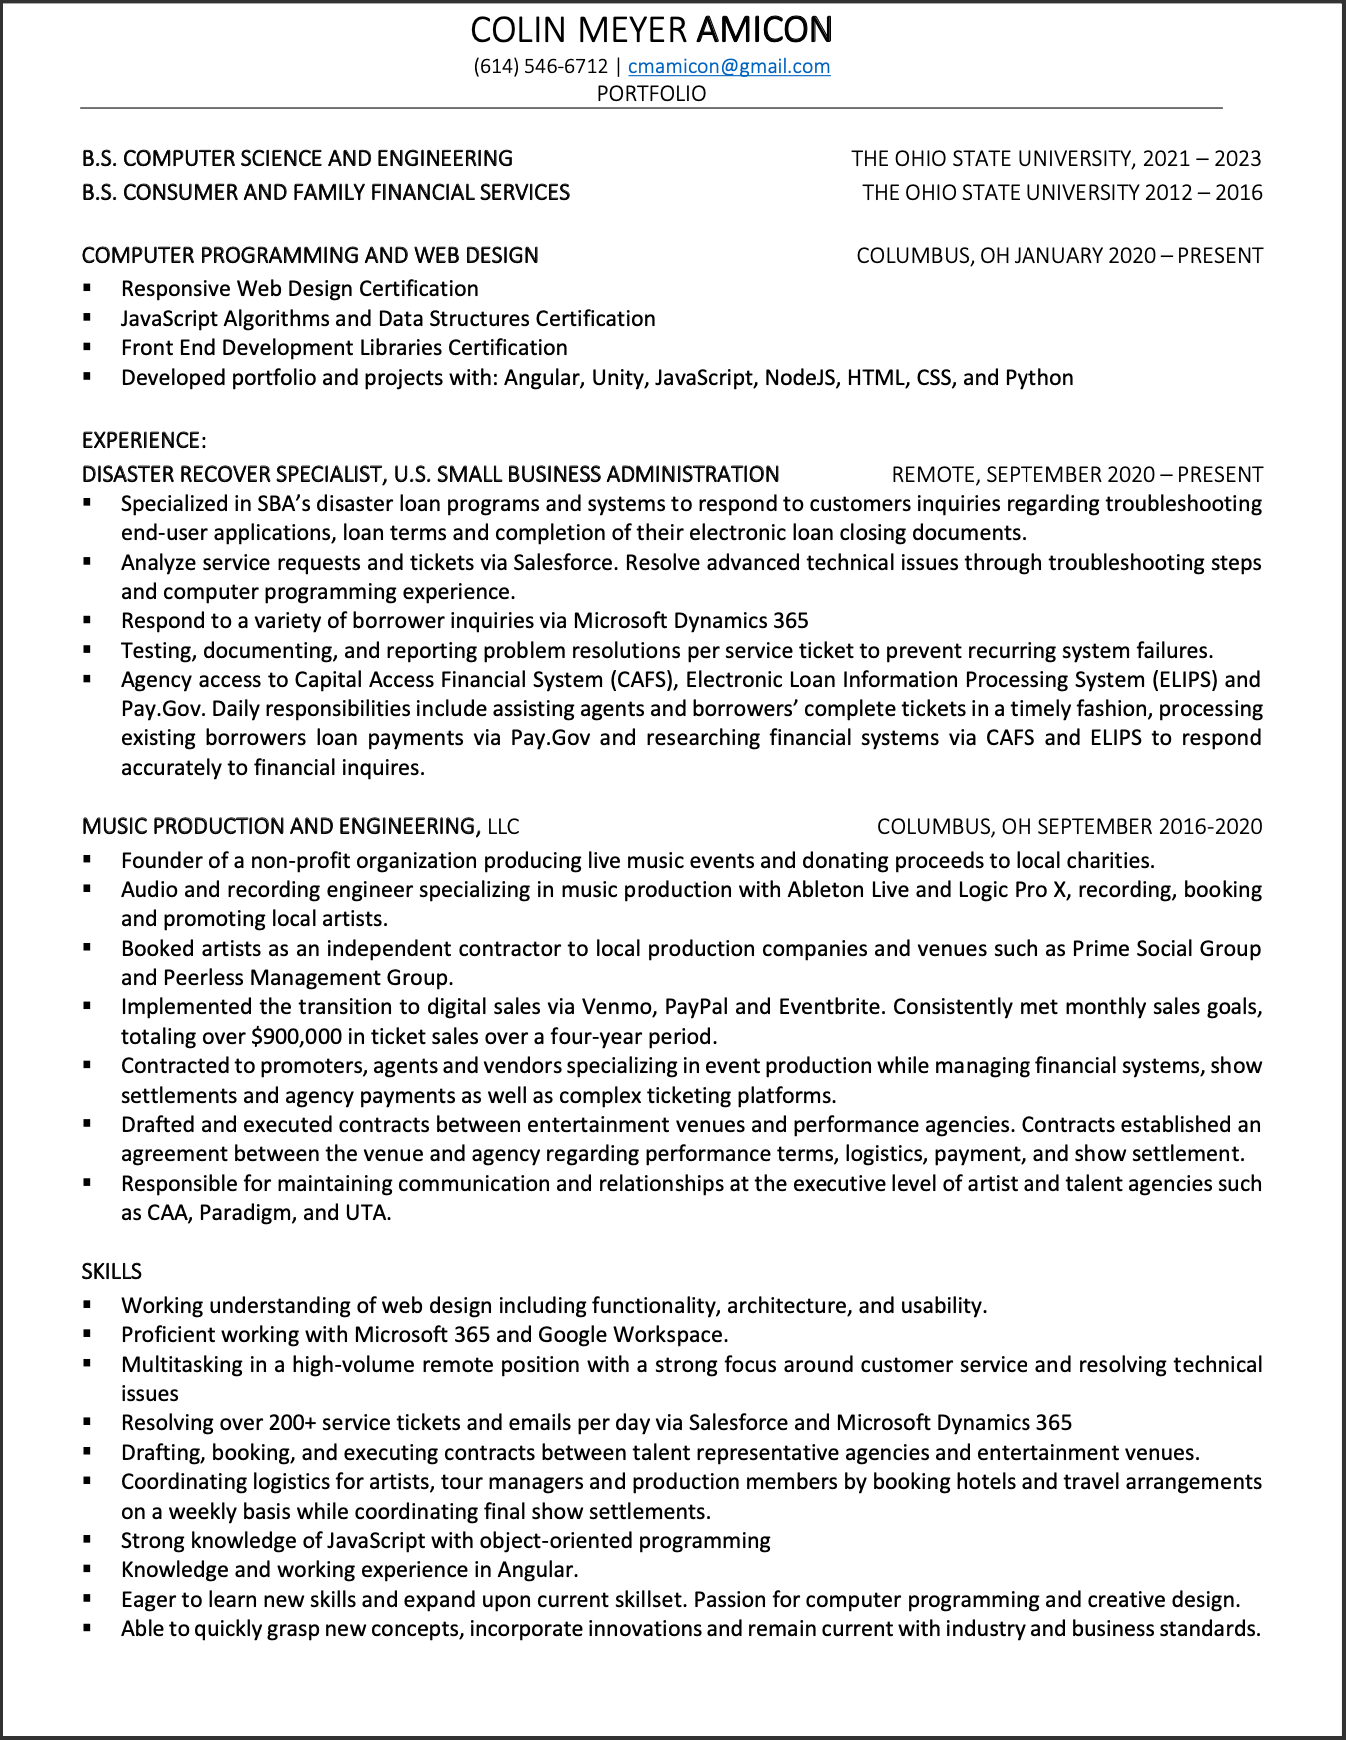 COLIN MEYER AMICON
(614) 546-6712 | cmamicon@gmail.com
PORTFOLIO
B.S. COMPUTER SCIENCE AND ENGINEERING THE OHIO STATE UNIVERSITY, 2021 – 2023
B.S. CONSUMER AND FAMILY FINANCIAL SERVICES THE OHIO STATE UNIVERSITY 2012 – 2016
COMPUTER PROGRAMMING AND WEB DESIGN COLUMBUS, OH JANUARY 2020 – PRESENT
▪ Responsive Web Design Certification
▪ JavaScript Algorithms and Data Structures Certification
▪ Front End Development Libraries Certification
▪ Developed portfolio and projects with: Angular, Unity, JavaScript, NodeJS, HTML, CSS, and Python
EXPERIENCE:
DISASTER RECOVER SPECIALIST, U.S. SMALL BUSINESS ADMINISTRATION REMOTE, SEPTEMBER 2020 – PRESENT
▪ Specialized in SBA’s disaster loan programs and systems to respond to customers inquiries regarding troubleshooting
end-user applications, loan terms and completion of their electronic loan closing documents.
▪ Analyze service requests and tickets via Salesforce. Resolve advanced technical issues through troubleshooting steps
and computer programming experience.
▪ Respond to a variety of borrower inquiries via Microsoft Dynamics 365
▪ Testing, documenting, and reporting problem resolutions per service ticket to prevent recurring system failures.
▪ Agency access to Capital Access Financial System (CAFS), Electronic Loan Information Processing System (ELIPS) and
Pay.Gov. Daily responsibilities include assisting agents and borrowers’ complete tickets in a timely fashion, processing
existing borrowers loan payments via Pay.Gov and researching financial systems via CAFS and ELIPS to respond
accurately to financial inquires.
MUSIC PRODUCTION AND ENGINEERING, LLC COLUMBUS, OH SEPTEMBER 2016-2020
▪ Founder of a non-profit organization producing live music events and donating proceeds to local charities.
▪ Audio and recording engineer specializing in music production with Ableton Live and Logic Pro X, recording, booking
and promoting local artists.
▪ Booked artists as an independent contractor to local production companies and venues such as Prime Social Group
and Peerless Management Group.
▪ Implemented the transition to digital sales via Venmo, PayPal and Eventbrite. Consistently met monthly sales goals,
totaling over $900,000 in ticket sales over a four-year period.
▪ Contracted to promoters, agents and vendors specializing in event production while managing financial systems, show
settlements and agency payments as well as complex ticketing platforms.
▪ Drafted and executed contracts between entertainment venues and performance agencies. Contracts established an
agreement between the venue and agency regarding performance terms, logistics, payment, and show settlement.
▪ Responsible for maintaining communication and relationships at the executive level of artist and talent agencies such
as CAA, Paradigm, and UTA.
SKILLS
▪ Working understanding of web design including functionality, architecture, and usability.
▪ Proficient working with Microsoft 365 and Google Workspace.
▪ Multitasking in a high-volume remote position with a strong focus around customer service and resolving technical
issues
▪ Resolving over 200+ service tickets and emails per day via Salesforce and Microsoft Dynamics 365
▪ Drafting, booking, and executing contracts between talent representative agencies and entertainment venues.
▪ Coordinating logistics for artists, tour managers and production members by booking hotels and travel arrangements
on a weekly basis while coordinating final show settlements.
▪ Strong knowledge of JavaScript with object-oriented programming
▪ Knowledge and working experience in Angular.
▪ Eager to learn new skills and expand upon current skillset. Passion for computer programming and creative design.
▪ Able to quickly grasp new concepts, incorporate innovations and remain current with industry and business standards.